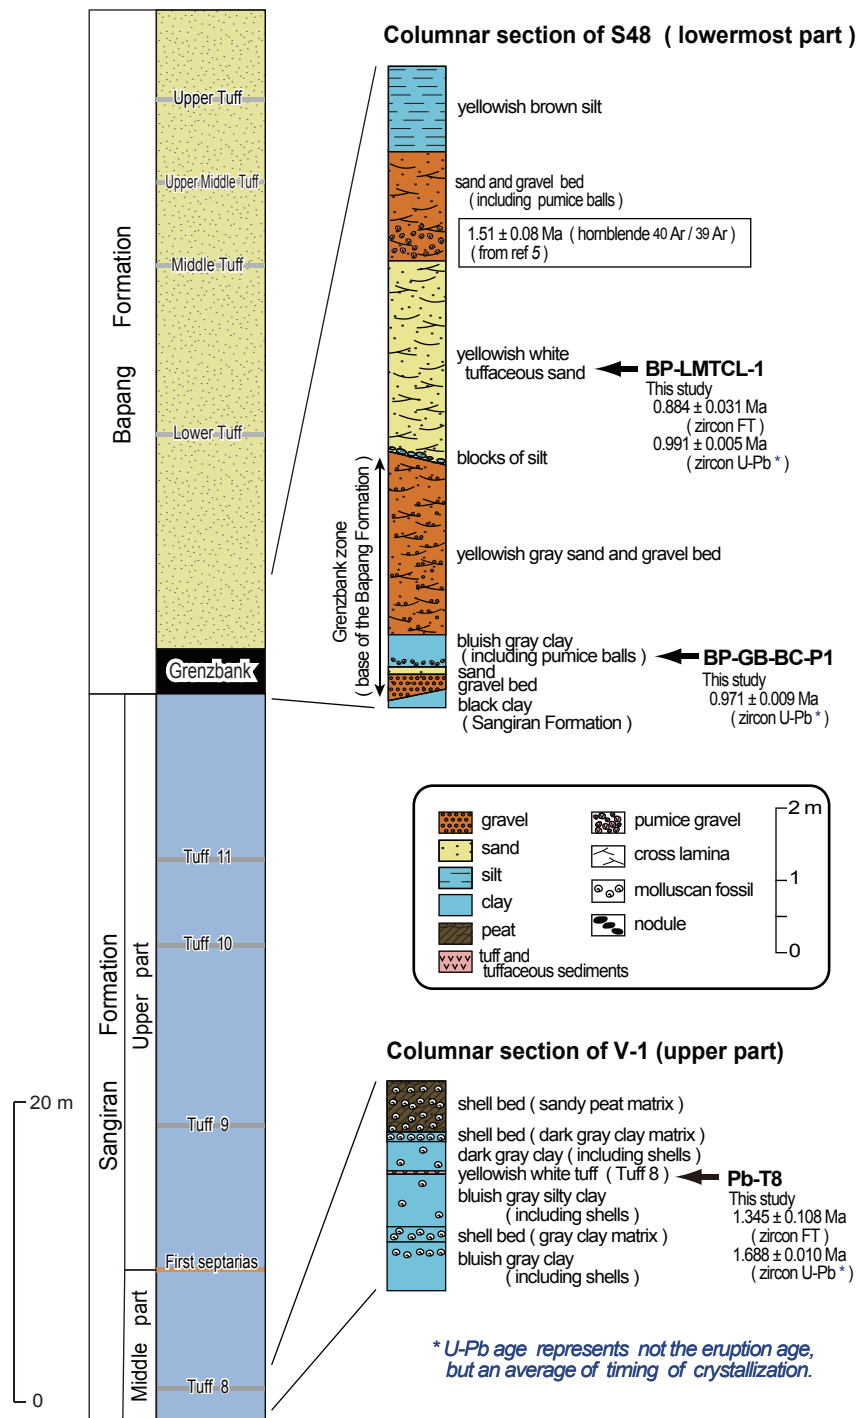 Columnar section of S48 ( lowermost part )
Bapang Formation
Upper Tuff
Upper Middle Tuff
Middle Tuff
Lower Tuff
Grenzbank
yellowish brown silt
sand and gravel bed
( including pumice balls )
1.51 ± 0.08 Ma ( hornblende 40 Ar / 39 Ar )
( from ref 5 )
yellowish white
tuffaceous sand
BP-LMTCL-1
This study
0.884 ± 0.031 Ma
( zircon FT )
0.991 ± 0.005 Ma
( zircon U-Pb * )
blocks of silt
Grenzbank zone
( base of the Bapang Formation )
yellowish gray sand and gravel bed
bluish gray clay
( including pumice balls )
BP-GB-BC-P1
This study
0.971 ± 0.009 Ma
( zircon U-Pb * )
sand
gravel bed
black clay
( Sangiran Formation )
gravel
sand
silt
clay
peat
tuff and
tuffaceous sediments
pumice gravel
cross lamina
molluscan fossil
nodule
2 m
1
0
Sangiran Formation
Upper part
Middle part
Tuff 11
Tuff 10
Tuff 9
First septarias
Tuff 8
20 m
0
Columnar section of V-1 (upper part)
shell bed ( sandy peat matrix )
shell bed ( dark gray clay matrix )
dark gray clay ( including shells )
yellowish white tuff ( Tuff 8 )
bluish gray silty clay
( including shells )
shell bed ( gray clay matrix )
bluish gray clay
( including shells )
Pb-T8
This study
1.345 ± 0.108 Ma
( zircon FT )
1.688 ± 0.010 Ma
( zircon U-Pb * )
* U-Pb age represents not the eruption age,
but an average of timing of crystallization.